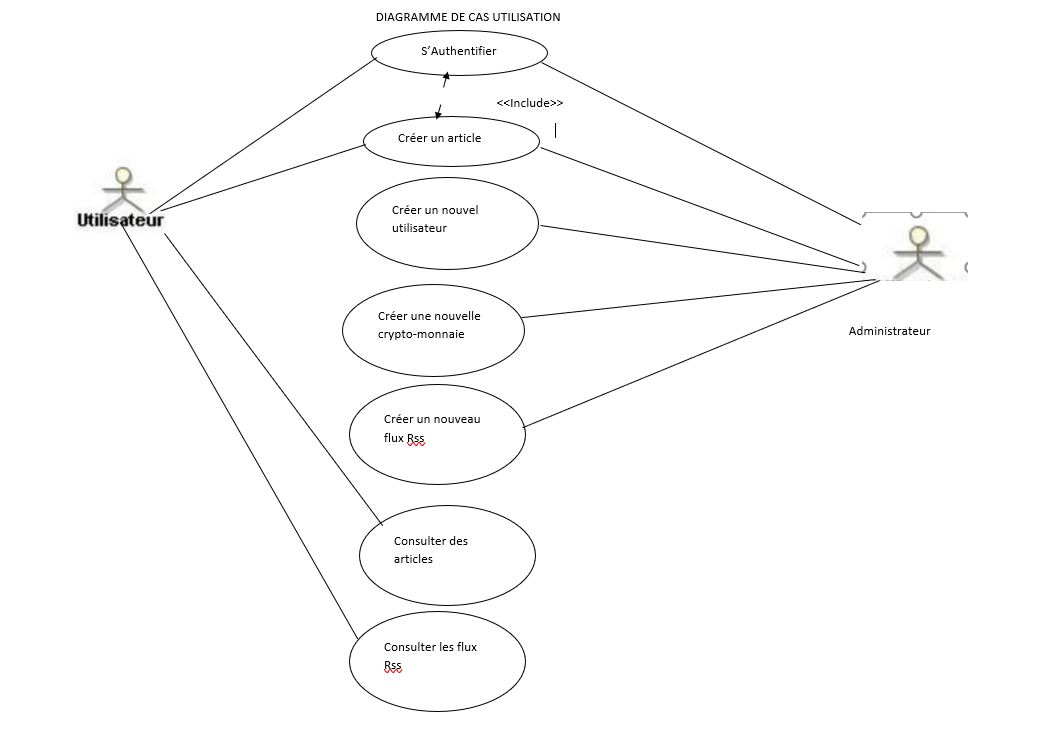 DIAGRAMME DE CAS UTILISATION
S’Authentifier
<<Include>>
Créer un article
Utilisateur
Créer un nouvel
utilisateur
Créer une nouvelle
crypto-monnaie
Administrateur
Créer un nouveau
flux Rss
Consulter des
articles
Consulter les flux
Rss